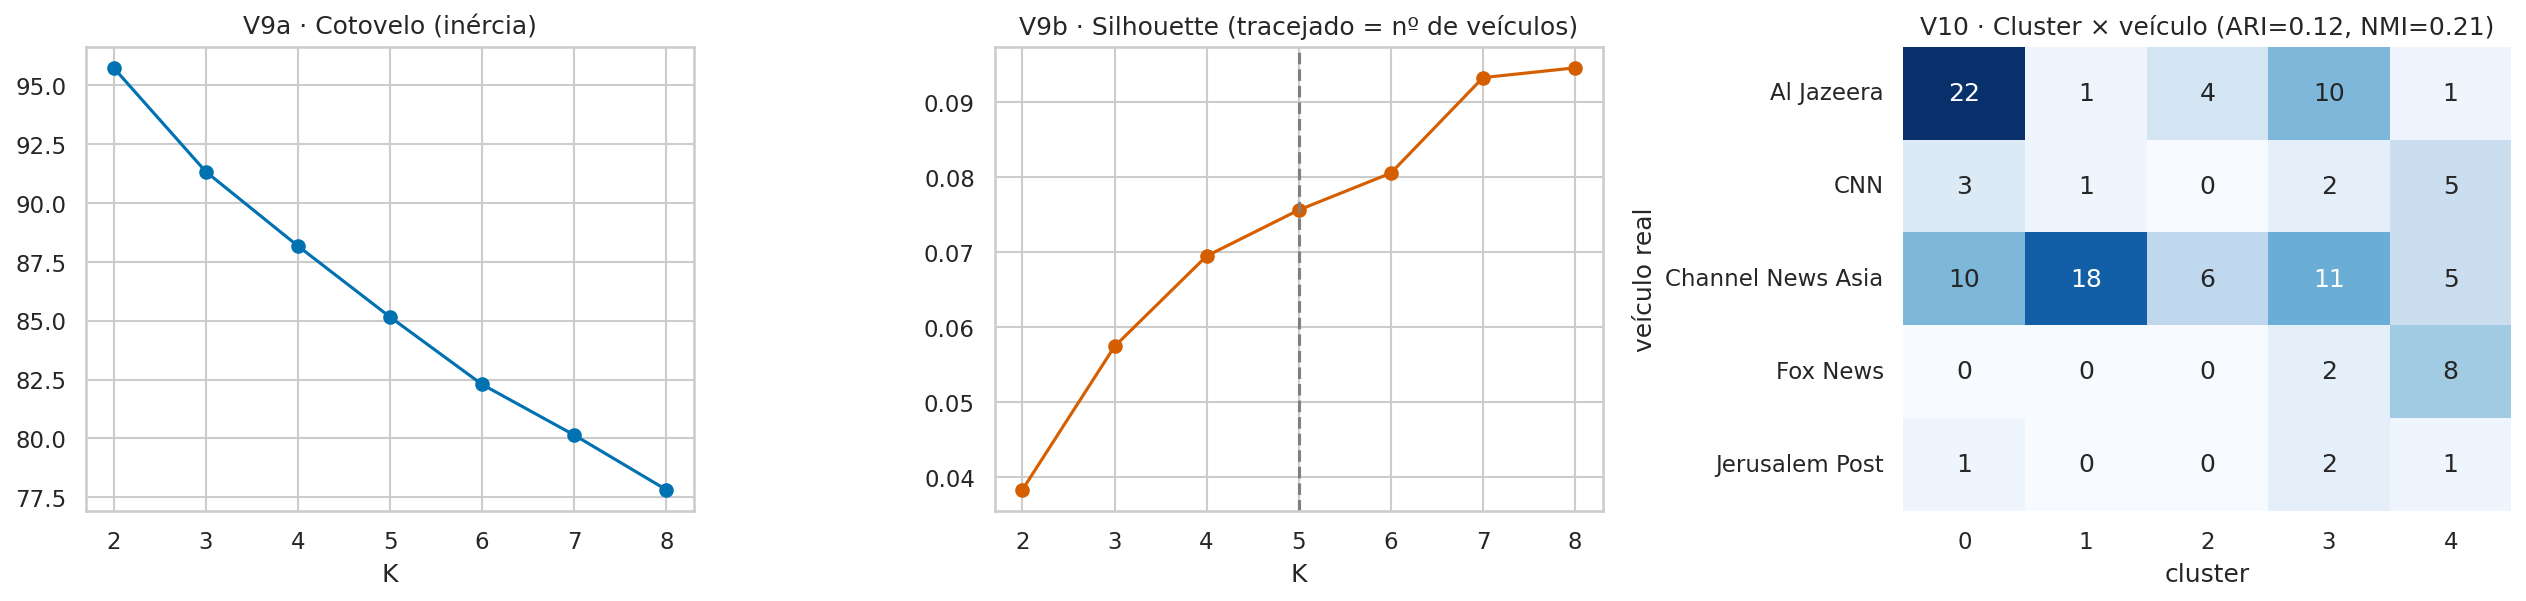 V9a · Cotovelo (inércia)
95.0
92.5
90.0
87.5
85.0
82.5
80.0
77.5
2 3 4 5 6 7 8
K
V9b · Silhouette (tracejado = nº de veículos)
0.09
0.08
0.07
0.06
0.05
0.04
2 3 4 5 6 7 8
K
V10 · Cluster × veículo (ARI=0.12, NMI=0.21)
veículo real
Al Jazeera 22 1 4 10 1
CNN 3 1 0 2 5
Channel News Asia 10 18 6 11 5
Fox News 0 0 0 2 8
Jerusalem Post 1 0 0 2 1
0 1 2 3 4
cluster